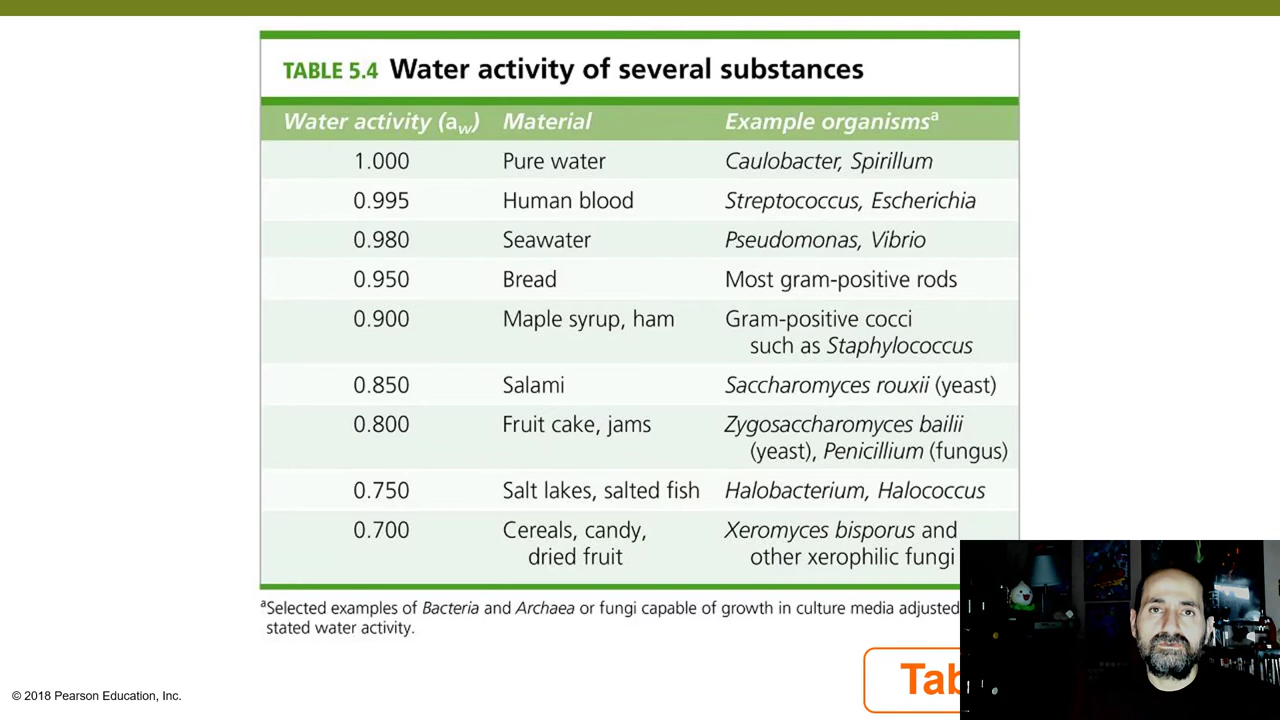 TABLE 5.4 Water activity of several substances
Water activity (aw) Material Example organismsa
1.000 Pure water Caulobacter, Spirillum
0.995 Human blood Streptococcus, Escherichia
0.980 Seawater Pseudomonas, Vibrio
0.950 Bread Most gram-positive rods
0.900 Maple syrup, ham Gram-positive cocci
such as Staphylococcus
0.850 Salami Saccharomyces rouxii (yeast)
0.800 Fruit cake, jams Zygosaccharomyces bailii
(yeast), Penicillium (fungus)
0.750 Salt lakes, salted fish Halobacterium, Halococcus
0.700 Cereals, candy, Xeromyces bisporus and
dried fruit other xerophilic fungi
aSelected examples of Bacteria and Archaea or fungi capable of growth in culture media adjusted
stated water activity.
© 2018 Pearson Education, Inc.